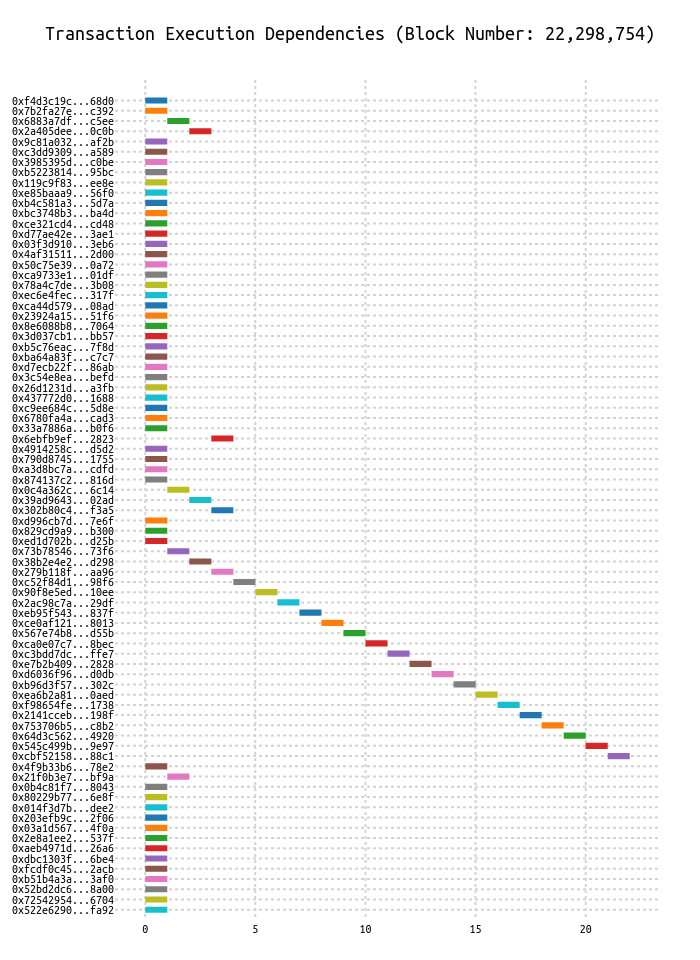 Transaction Execution Dependencies (Block Number: 22,298,754)
0xf4d3c19c...68d0
0x7b2fa27e...c392
0x6883a7df...c5ee
0x2a405dee...0c0b
0x9c81a032...af2b
0xc3dd9309...a589
0x3985395d...c0be
0xb5223814...95bc
0x119c9f83...ee8e
0xe85baaa9...56f0
0xb4c581a3...5d7a
0xbc3748b3...ba4d
0xce321cd4...cd48
0xd77ae42e...3ae1
0x03f3d910...3eb6
0x4af31511...2d00
0x50c75e39...0a72
0xca9733e1...01df
0x78a4c7de...3b08
0xec6e4fec...317f
0xca44d579...08ad
0x23924a15...51f6
0x8e6088b8...7064
0x3d037cb1...bb57
0xb5c76eac...7f8d
0xba64a83f...c7c7
0xd7ecb22f...86ab
0x3c54e8ea...befd
0x26d1231d...a3fb
0x437772d0...1688
0xc9ee684c...5d8e
0x6780fa4a...cad3
0x33a7886a...b0f6
0x6ebfb9ef...2823
0x4914258c...d5d2
0x790d8745...1755
0xa3d8bc7a...cdfd
0x874137c2...816d
0x0c4a362c...6c14
0x39ad9643...02ad
0x302b80c4...f3a5
0xd996cb7d...7e6f
0x829cd9a9...b300
0xed1d702b...d25b
0x73b78546...73f6
0x38b2e4e2...d298
0x279b118f...aa96
0xc52f84d1...98f6
0x90f8e5ed...10ee
0x2ac98c7a...29df
0xeb95f543...837f
0xce0af121...8013
0x567e74b8...d55b
0xca0e07c7...8bec
0xc3bdd7dc...ffe7
0xe7b2b409...2828
0xd6036f96...d0db
0xb96d3f57...302c
0xea6b2a81...0aed
0xf98654fe...1738
0x2141cceb...198f
0x753706b5...c8b2
0x64d3c562...4920
0x545c499b...9e97
0xcbf52158...88c1
0x4f9b33b6...78e2
0x21f0b3e7...bf9a
0x0b4c81f7...8043
0x80229b77...6e8f
0x014f3d7b...dee2
0x203efb9c...2f06
0x03a1d567...4f0a
0x2e8a1ee2...537f
0xaeb4971d...26a6
0xdbc1303f...6be4
0xfcdf0c45...2acb
0xb51b4a3a...3af0
0x52bd2dc6...8a00
0x72542954...6704
0x522e6290...fa92
0 5 10 15 20